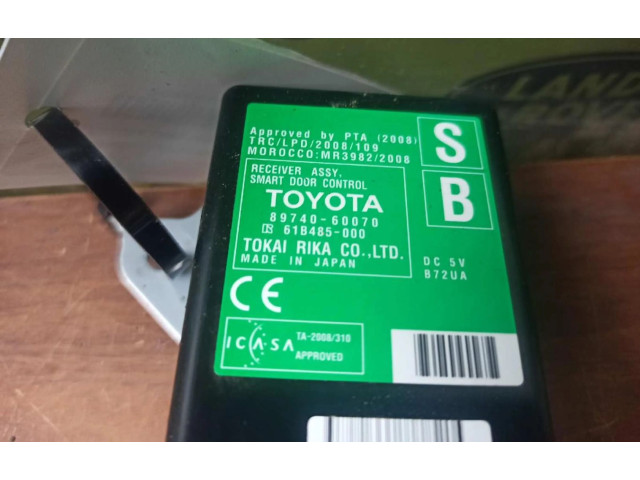 Approved by PTA (2008)
TRC/LPD/2008/109
MOROCCO:MR3982/2008
S
B
RECEIVER ASSY,
SMART DOOR CONTROL
TOYOTA
89740-60070
61B485-000
TOKAI RIKA CO.,LTD.
MADE IN JAPAN
DC 5V
B72UA
CE
ICASA
TA-2008/310
APPROVED
LAND